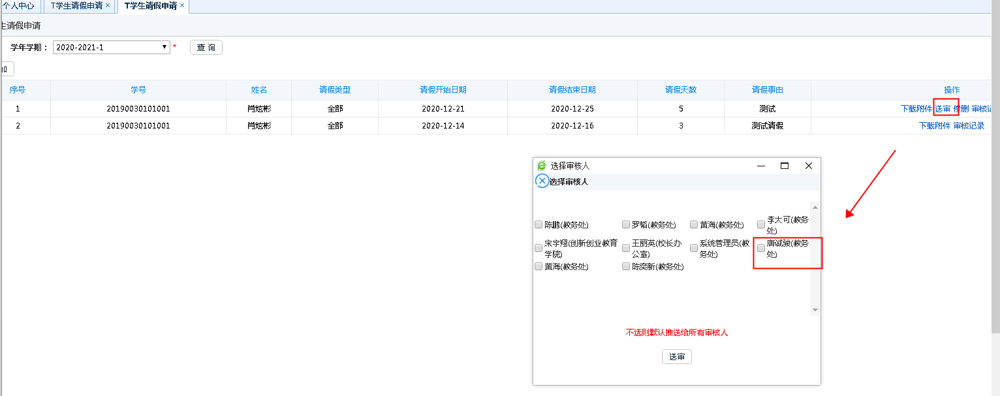 个人中心 T学生请假申请 × T学生请假申请 ×
生请假申请
学年学期： 2020-2021-1 * 查 询
加
序号 学号 姓名 请假类型 请假开始日期 请假结束日期 请假天数 请假事由 操作
1 20190030101001 肖炫彬 全部 2020-12-21 2020-12-25 5 测试 下载附件 送审 修删 审核记
2 20190030101001 肖炫彬 全部 2020-12-14 2020-12-16 3 测试请假 下载附件 审核记录
选择审核人
选择审核人
陈鹏(教务处) 罗韬(教务处) 黄海(教务处) 李大可(教务
处)
宋宇翔(创新创业教育 王丽英(校长办 系统管理员(教 唐诚骏(教务
学院) 公室) 务处) 处)
黄海(教务处) 陈奕新(教务处)
不选则默认推送给所有审核人
送审